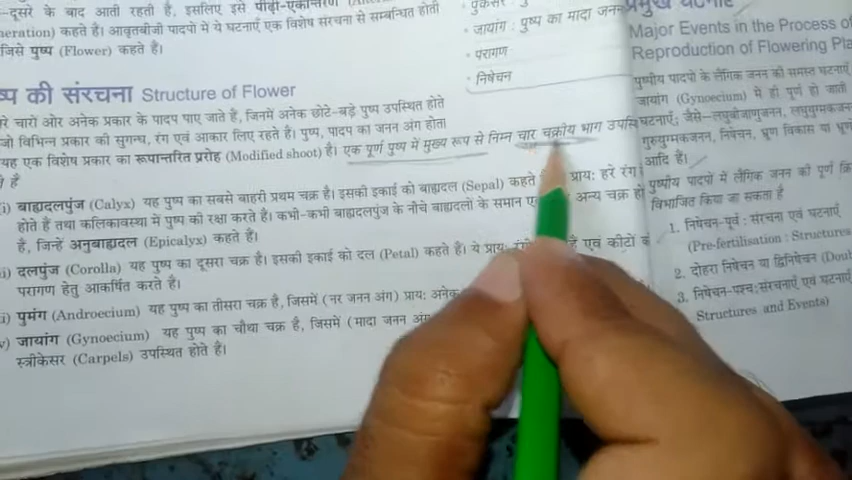 -दूसरे के बाद आती रहती है, इसलिए इसे पीढ़ी-एकान्तरण
neration) कहते हैं। आवृतबीजी पादपों में ये घटनाएँ एक विशेष संरचना से सम्बन्धित होती
जिसे पुष्प (Flower) कहते हैं।
ष्प की संरचना Structure of Flower
रे चारों ओर अनेक प्रकार के पादप पाए जाते हैं, जिनमें अनेक छोटे-बड़े पुष्प उपस्थित होते
जो विभिन्न प्रकार की सुगन्ध, रंग एवं आकार लिए रहते हैं। पुष्प, पादप का जनन अंग होता
यह एक विशेष प्रकार का रूपान्तरित प्ररोह (Modified shoot) है। एक पूर्ण पुष्प में मुख्य रूप से निम्न चार चक्रीय भाग उपस्
ते हैं
(i) बाह्यदलपुंज (Calyx) यह पुष्प का सबसे बाहरी प्रथम चक्र है। इसकी इकाई को बाह्यदल (Sepal) कहते प्रायः हरे रंग
होते हैं तथा कलिकावस्था में पुष्प की रक्षा करते हैं। कभी-कभी बाह्यदलपुंज के नीचे बाह्यदलों के समान ए अन्य चक्र हो
है, जिन्हें अनुबाह्यदल (Epicalyx) कहते हैं।
i) दलपुंज (Corolla) यह पुष्प का दूसरा चक्र है। इसकी इकाई को दल (Petal) कहते हैं। ये प्रायः हैं एवं कीटों क
परागण हेतु आकर्षित करते हैं।
i) पुमंग (Androecium) यह पुष्प का तीसरा चक्र है, जिसमें (नर जनन अंग) प्रायः अनेक
v) जायांग (Gynoecium) यह पुष्प का चौथा चक्र है, जिसमें (मादा जनन अंग
स्त्रीकेसर (Carpels) उपस्थित होते हैं।
• जायांग : पुष्प का मादा जनन
• परागण
• निषेचन
प्रमुख घटनाएँ
Major Events in the Process of
Reproduction of Flowering Pla
पुष्पीय पादपों के लैंगिक जनन की समस्त घटनाएँ
जायांग (Gynoecium) में ही पूर्ण हो जाती
घटनाएँ; जैसे-लघुबीजाणुजनन, लघुयुग्मकजनन
गुरुयुग्मकजनन, निषेचन, भ्रूण विकास या भ्रूण
आदि हैं।
पुष्पीय पादपों में लैंगिक जनन की पूर्ण क्रि
विभाजित किया जा सकता है
1. निषेचन-पूर्व : संरचना एवं घटनाएँ
(Pre-fertilisation : Structures
2. दोहरा निषेचन या द्विनिषेचन (Doul
3. निषेचन-पश्च : संरचनाएँ एवं घटनाएँ
Structures and Events)